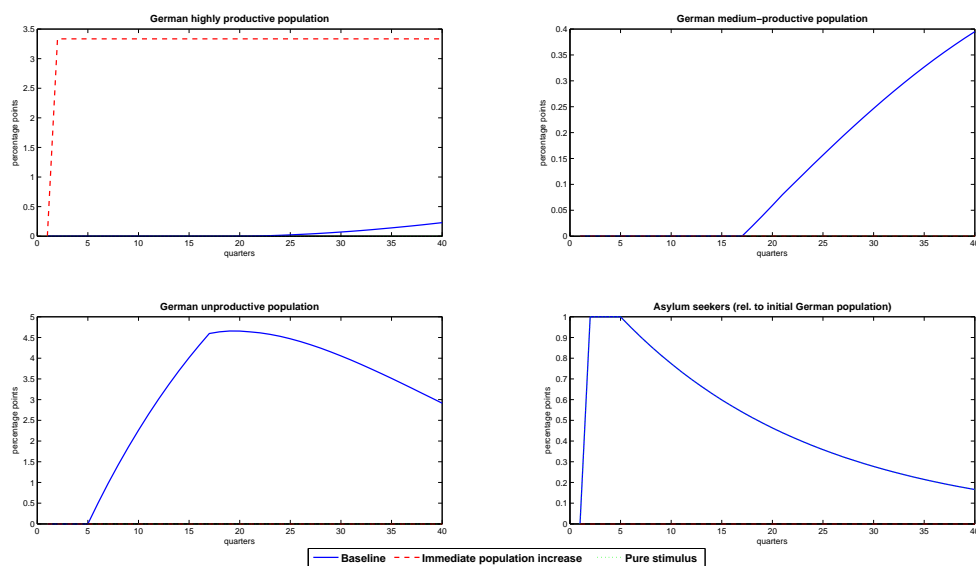 German highly productive population
3.5
3
2.5
2
1.5
1
0.5
0
percentage points
0 5 10 15 20 25 30 35 40
quarters
German medium-productive population
0.4
0.35
0.3
0.25
0.2
0.15
0.1
0.05
0
percentage points
0 5 10 15 20 25 30 35 40
quarters
German unproductive population
5
4.5
4
3.5
3
2.5
2
1.5
1
0.5
0
percentage points
0 5 10 15 20 25 30 35 40
quarters
Asylum seekers (rel. to initial German population)
1
0.9
0.8
0.7
0.6
0.5
0.4
0.3
0.2
0.1
0
percentage points
0 5 10 15 20 25 30 35 40
quarters
Baseline Immediate population increase Pure stimulus